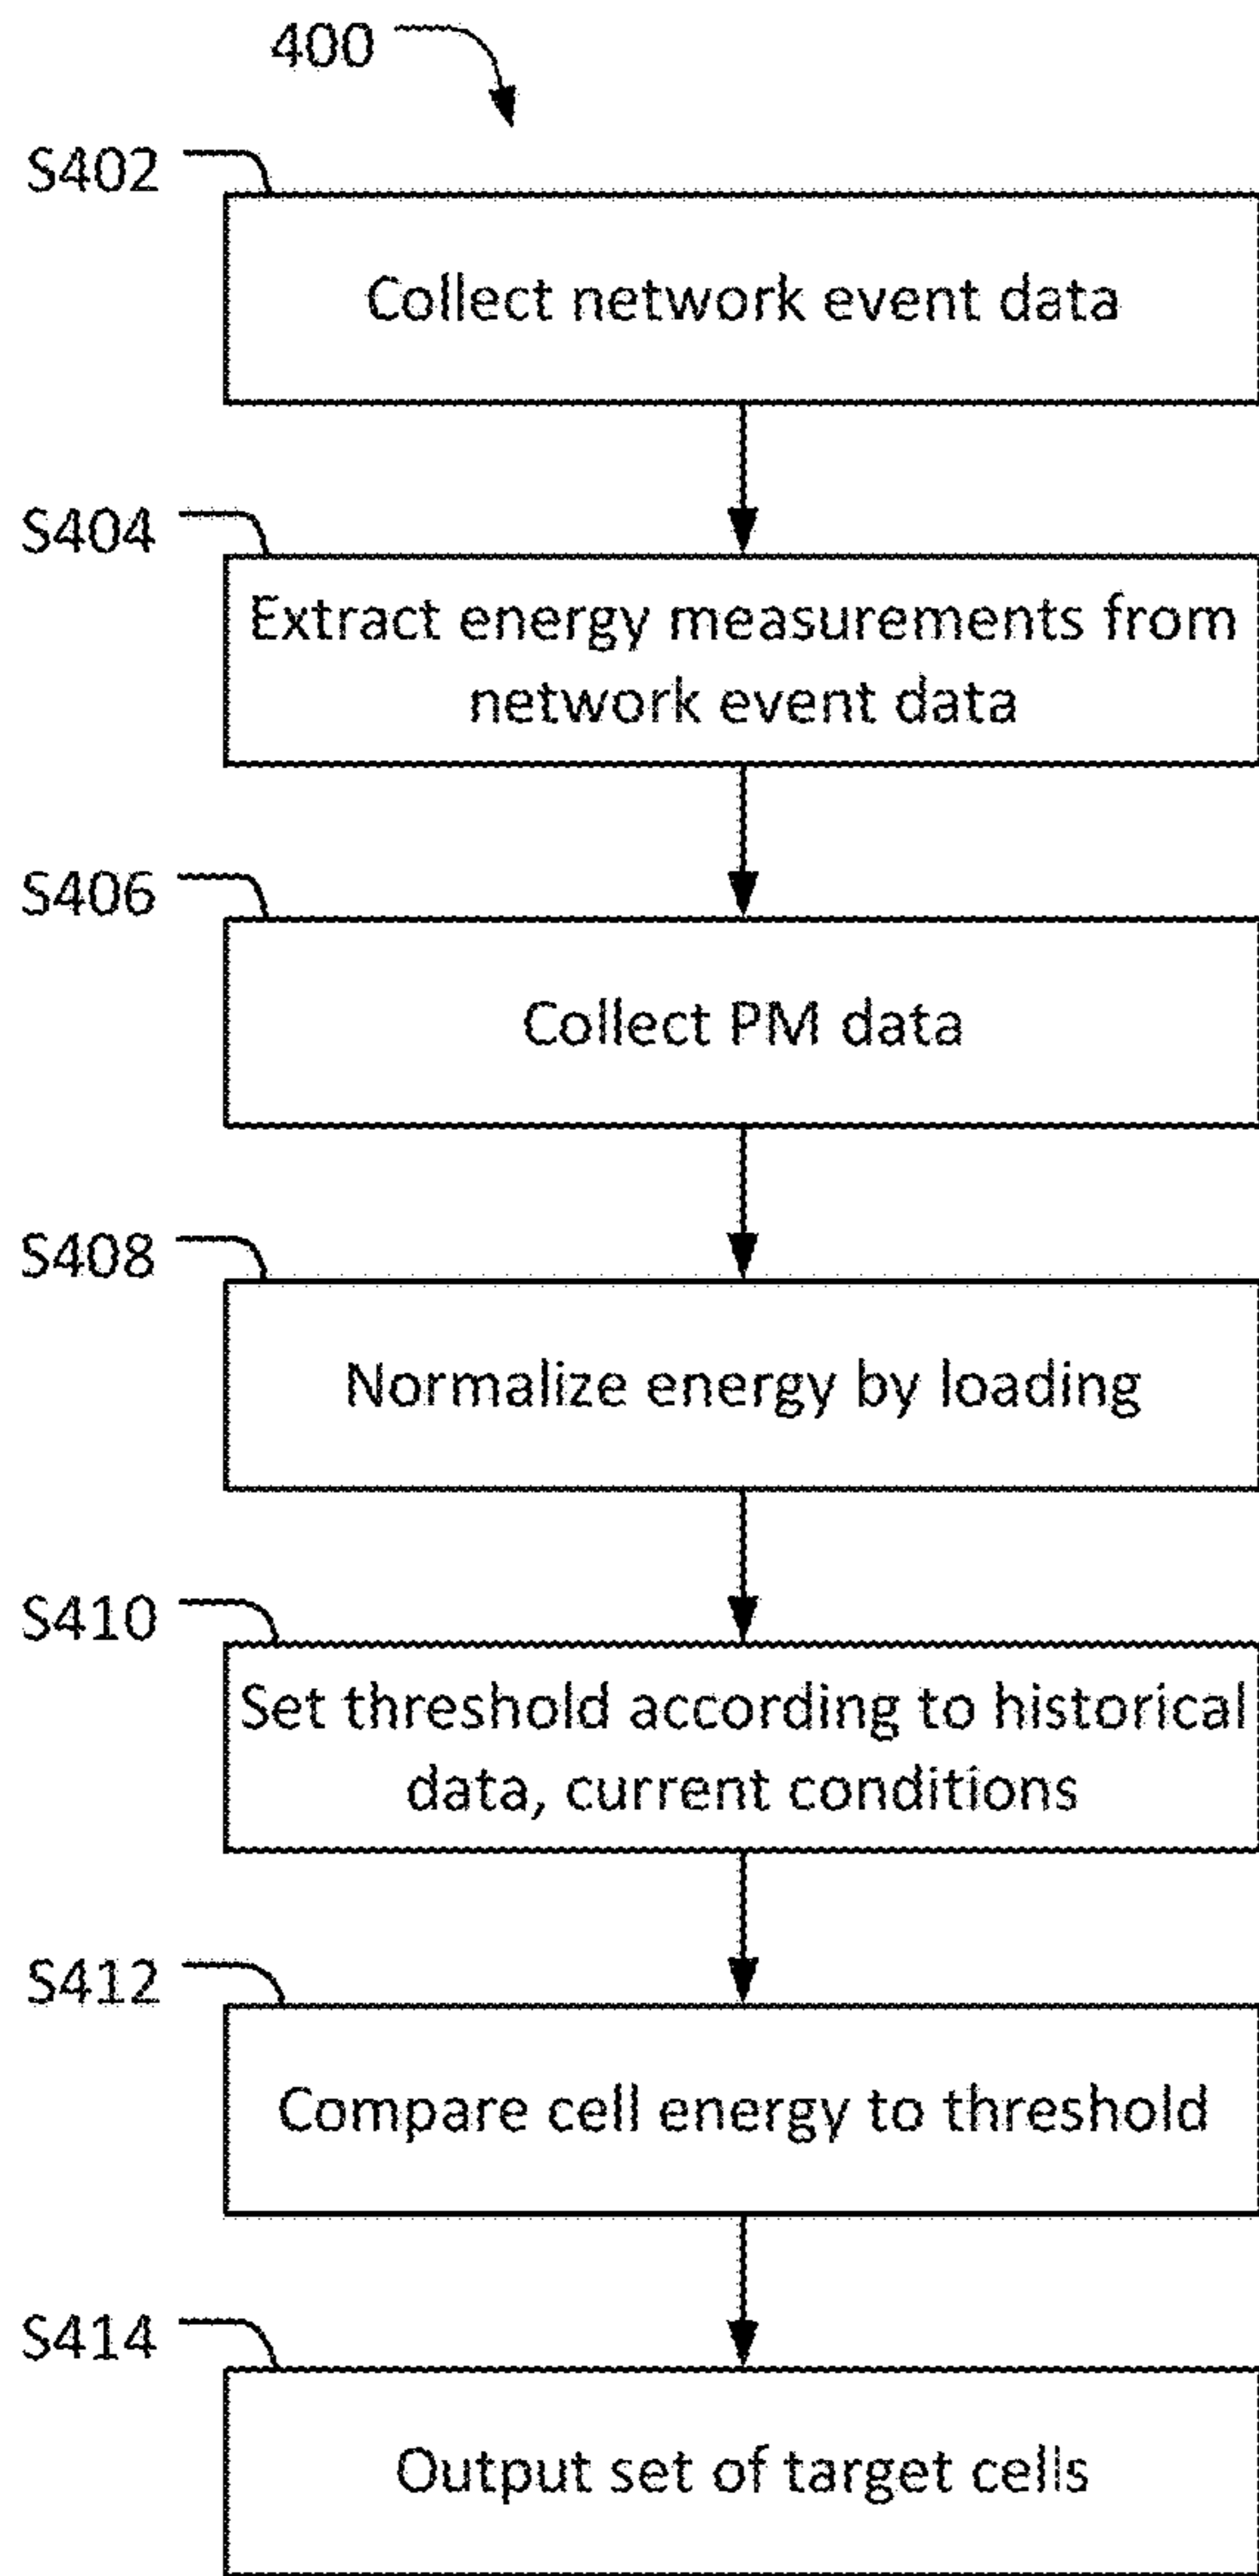 400
S402
Collect network event data
S404
Extract energy measurements from
network event data
S406
Collect PM data
S408
Normalize energy by loading
S410
Set threshold according to historical
data, current conditions
S412
Compare cell energy to threshold
S414
Output set of target cells